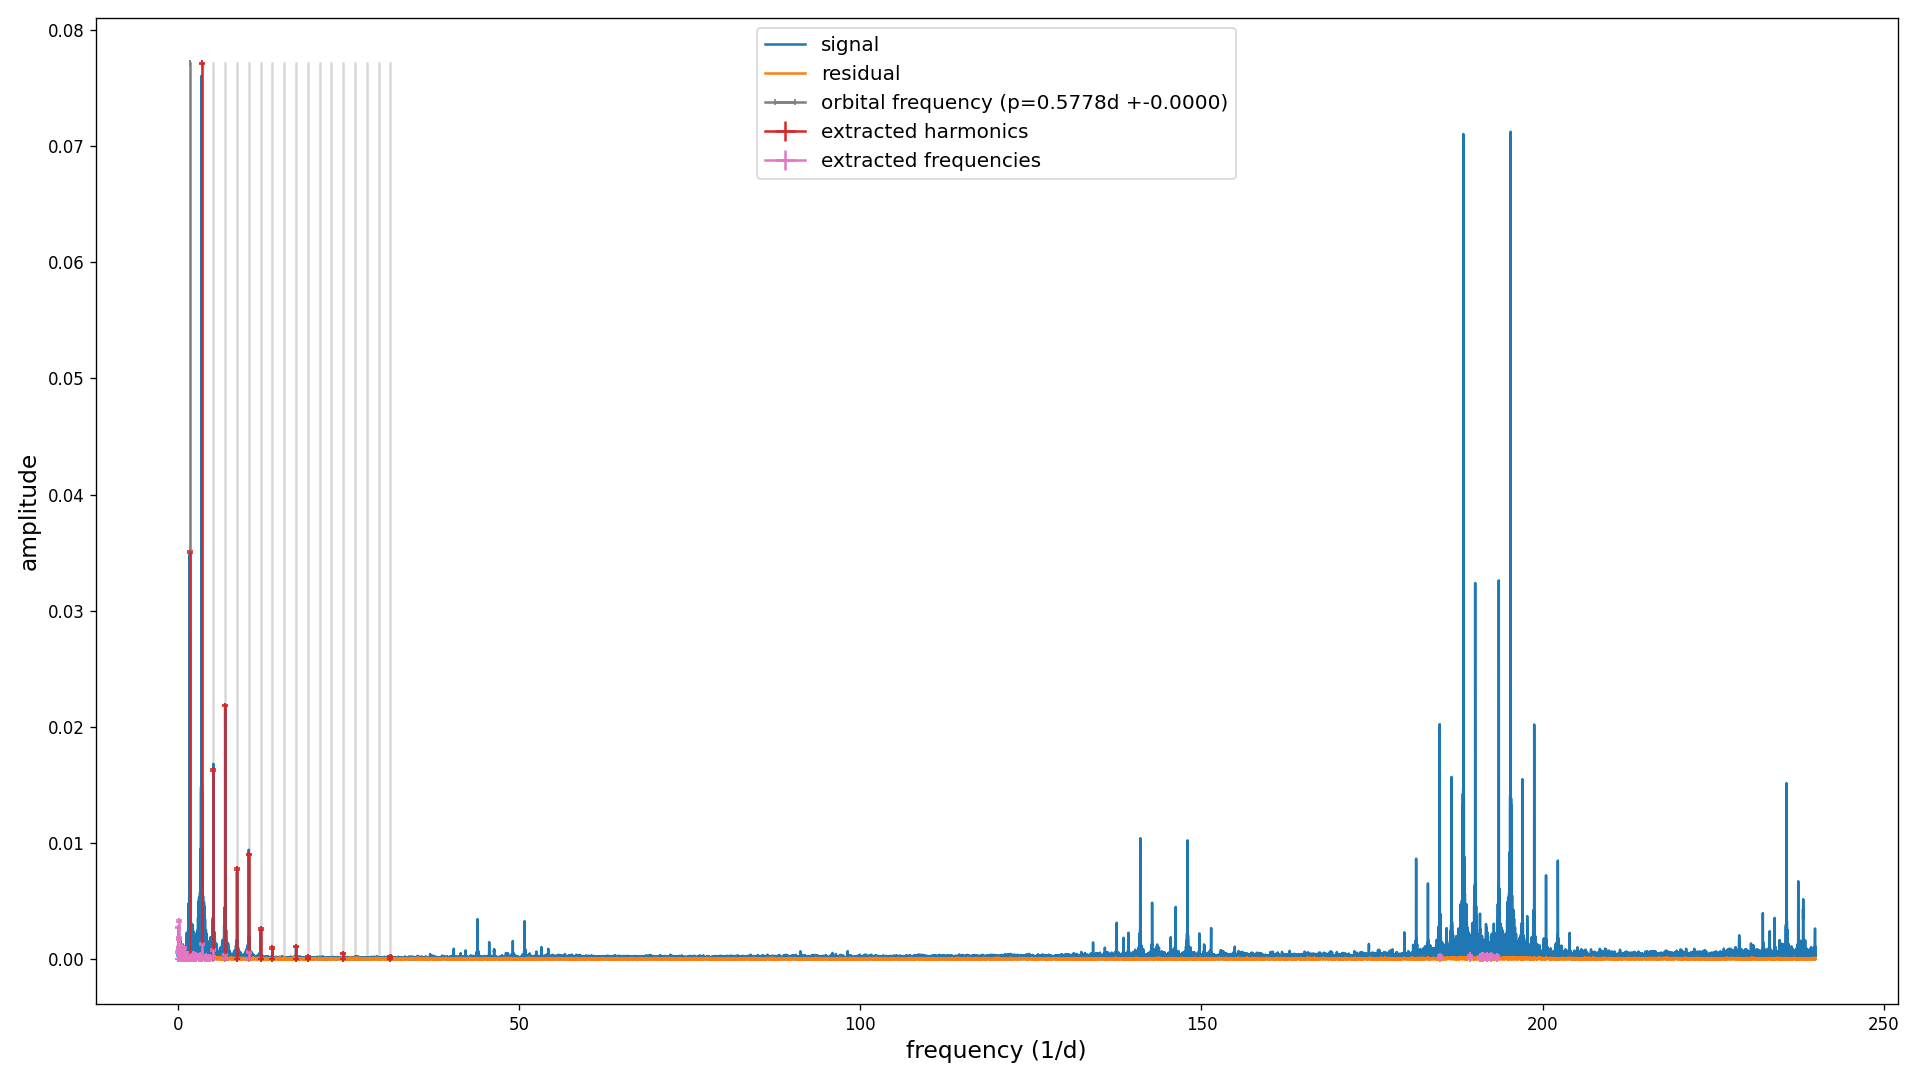 0.08
0.07
0.06
0.05
0.04
0.03
0.02
0.01
0.00
amplitude
signal
residual
orbital frequency (p=0.5778d +-0.0000)
extracted harmonics
extracted frequencies
0 50 100 150 200 250
frequency (1/d)